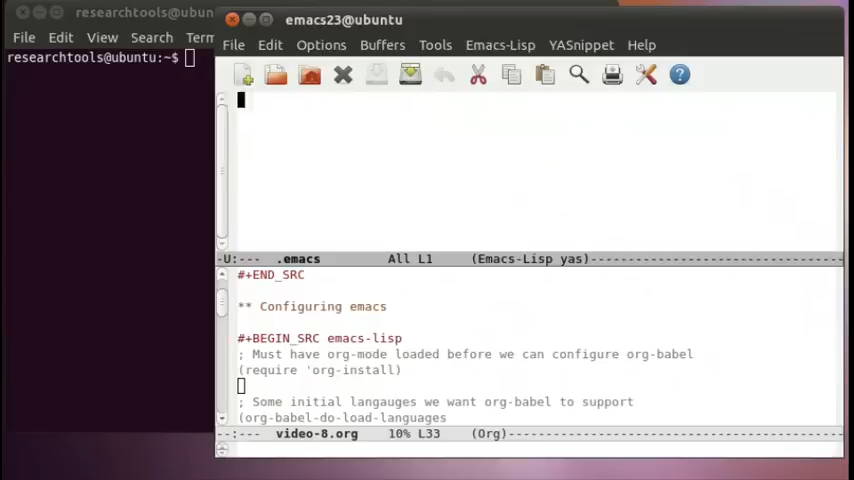 researchtools@ubun
File Edit View Search Term
researchtools@ubuntu:~$
emacs23@ubuntu
File Edit Options Buffers Tools Emacs-Lisp YASnippet Help
-U:--- .emacs All L1 (Emacs-Lisp yas)
#+END_SRC
** Configuring emacs
#+BEGIN_SRC emacs-lisp
; Must have org-mode loaded before we can configure org-babel
(require 'org-install)
; Some initial langauges we want org-babel to support
(org-babel-do-load-languages
--:--- video-8.org 10% L33 (Org)